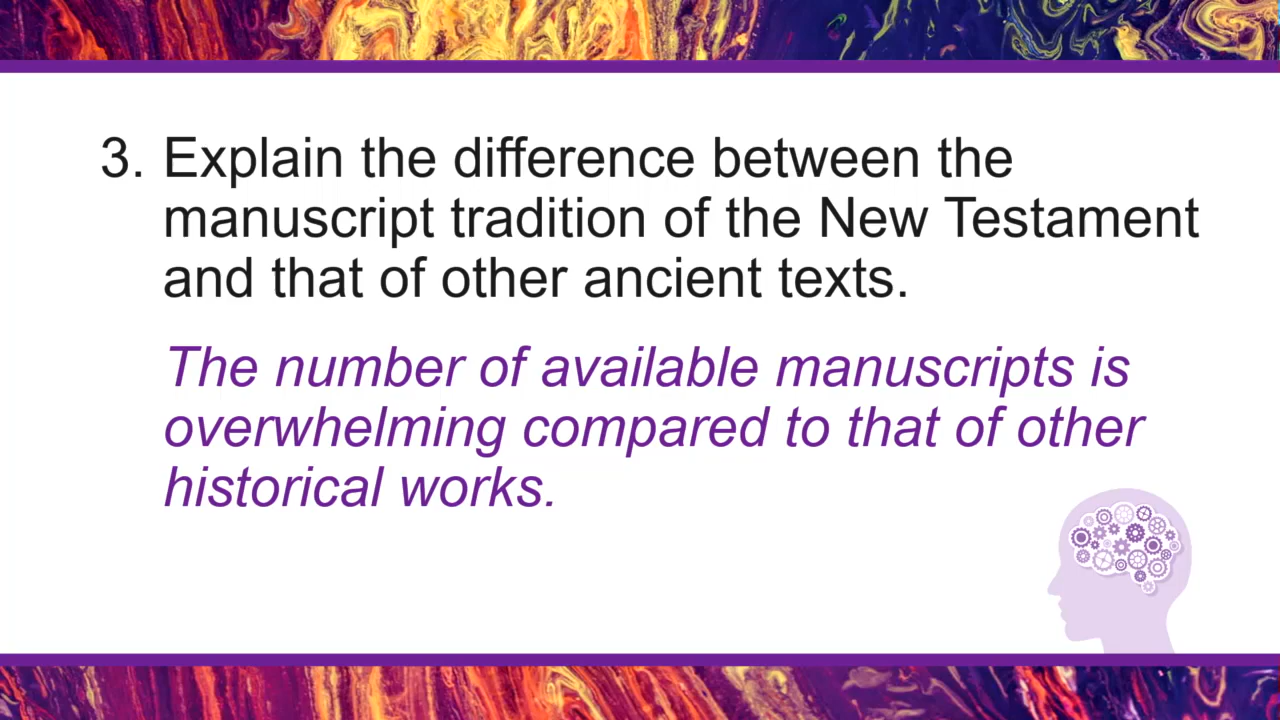 3. Explain the difference between the
manuscript tradition of the New Testament
and that of other ancient texts.
The number of available manuscripts is
overwhelming compared to that of other
historical works.